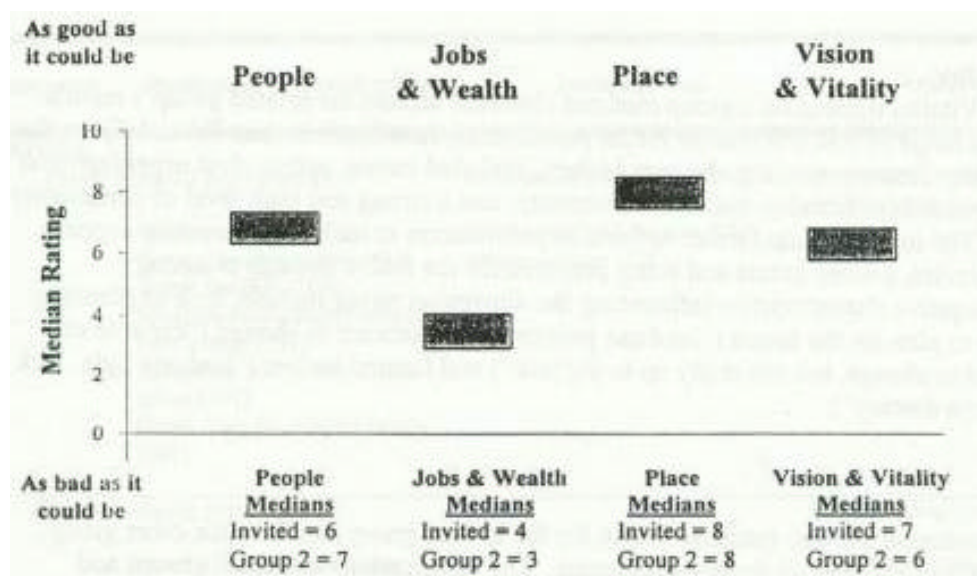 As good as
it could be
People
Jobs
& Wealth
Place
Vision
& Vitality
Median Rating
10
8
6
4
2
0
As bad as it
could be
People
Medians
Invited = 6
Group 2 = 7
Jobs & Wealth
Medians
Invited = 4
Group 2 = 3
Place
Medians
Invited = 8
Group 2 = 8
Vision & Vitality
Medians
Invited = 7
Group 2 = 6